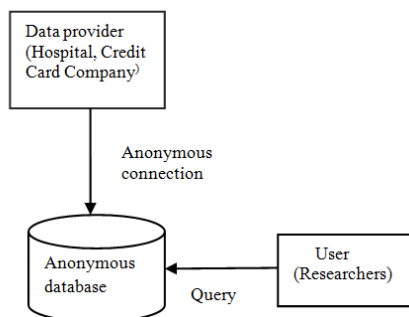 Data provider
(Hospital, Credit
Card Company)
Anonymous
connection
Anonymous
database
User
(Researchers)
Query